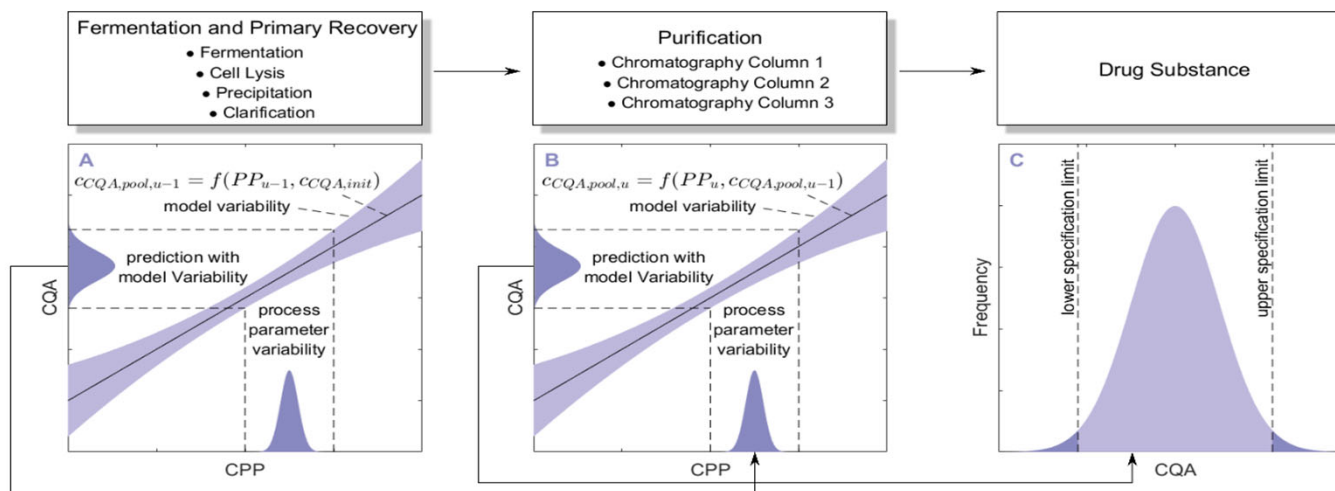 Fermentation and Primary Recovery
• Fermentation
• Cell Lysis
• Precipitation
• Clarification
Purification
• Chromatography Column 1
• Chromatography Column 2
• Chromatography Column 3
Drug Substance
A
c_{CQA,pool,u−1} = f(PP_{u−1}, c_{CQA,init})
model variability
prediction with
model Variability
process
parameter
variability
CQA
CPP
B
c_{CQA,pool,u} = f(PP_u, c_{CQA,pool,u−1})
model variability
prediction with
model Variability
process
parameter
variability
CQA
CPP
C
lower specification limit
upper specification limit
Frequency
CQA